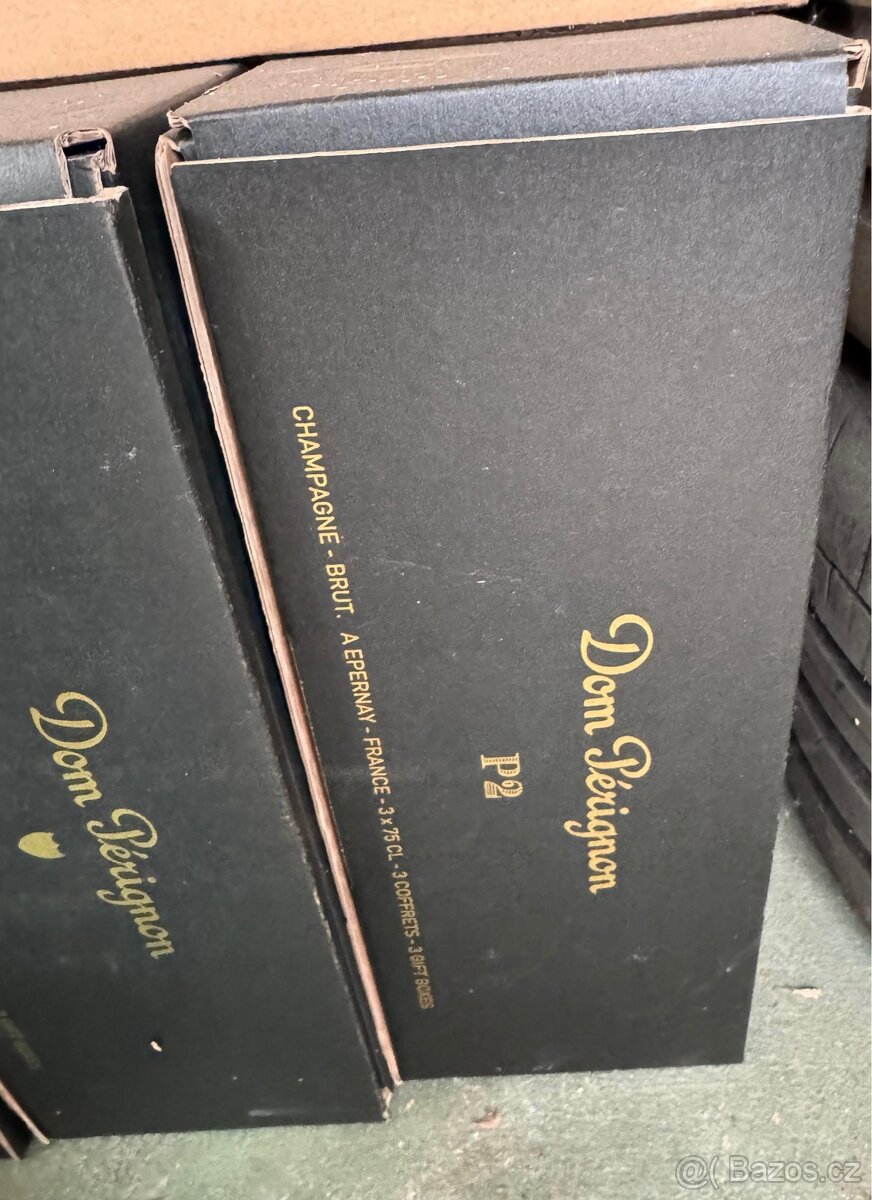 Dom Pérignon
P2
CHAMPAGNE - BRUT. A EPERNAY - FRANCE - 3 x 75 CL - 3 COFFRETS - 3 GIFT BOXES
Dom Pérignon
@( Bazos.cz